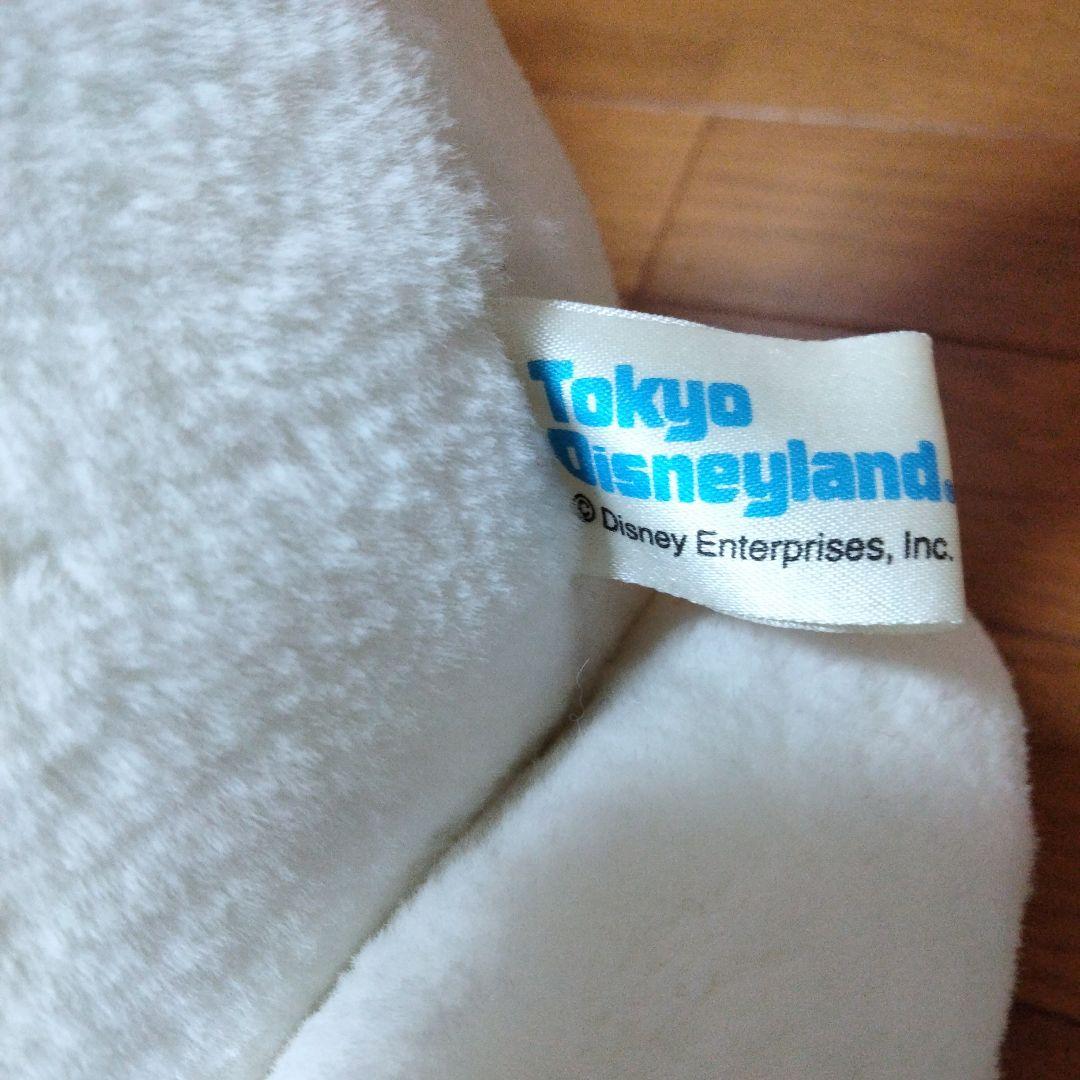 Tokyo
Disneyland®
© Disney Enterprises, Inc.